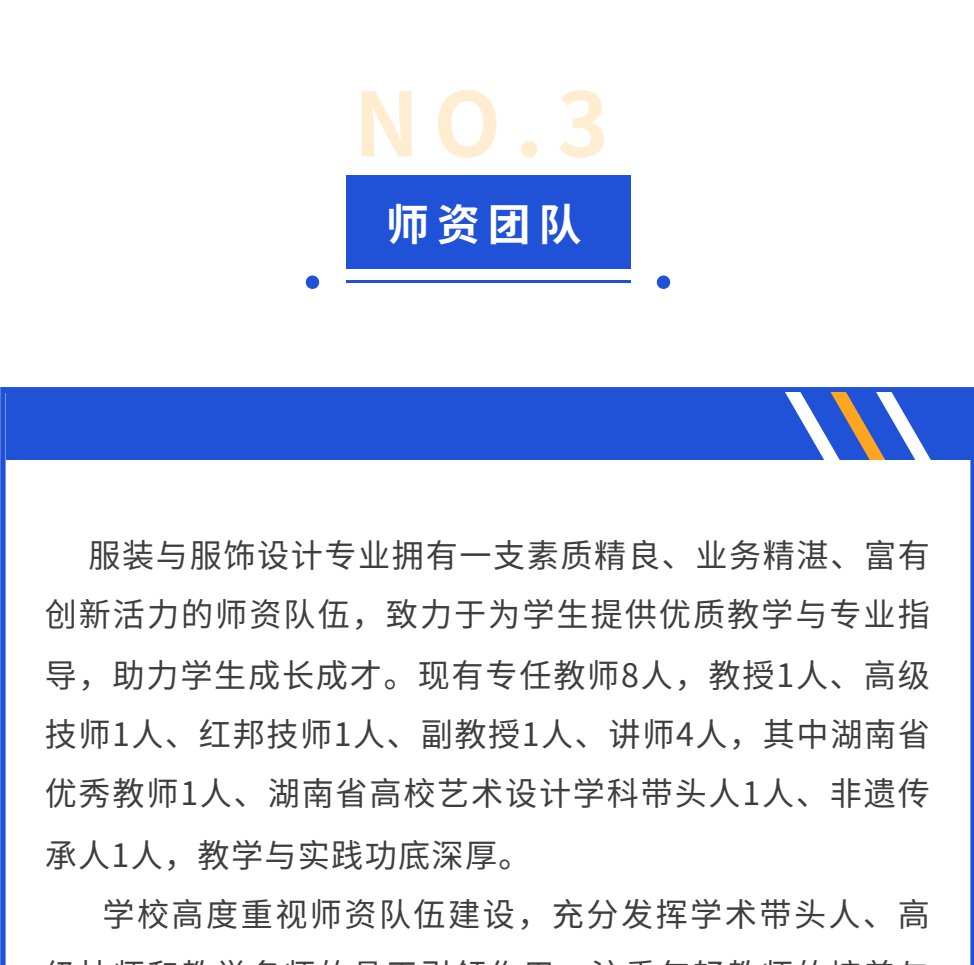 NO.3
师资团队
服装与服饰设计专业拥有一支素质精良、业务精湛、富有
创新活力的师资队伍，致力于为学生提供优质教学与专业指
导，助力学生成长成才。现有专任教师8人，教授1人、高级
技师1人、红邦技师1人、副教授1人、讲师4人，其中湖南省
优秀教师1人、湖南省高校艺术设计学科带头人1人、非遗传
承人1人，教学与实践功底深厚。
学校高度重视师资队伍建设，充分发挥学术带头人、高